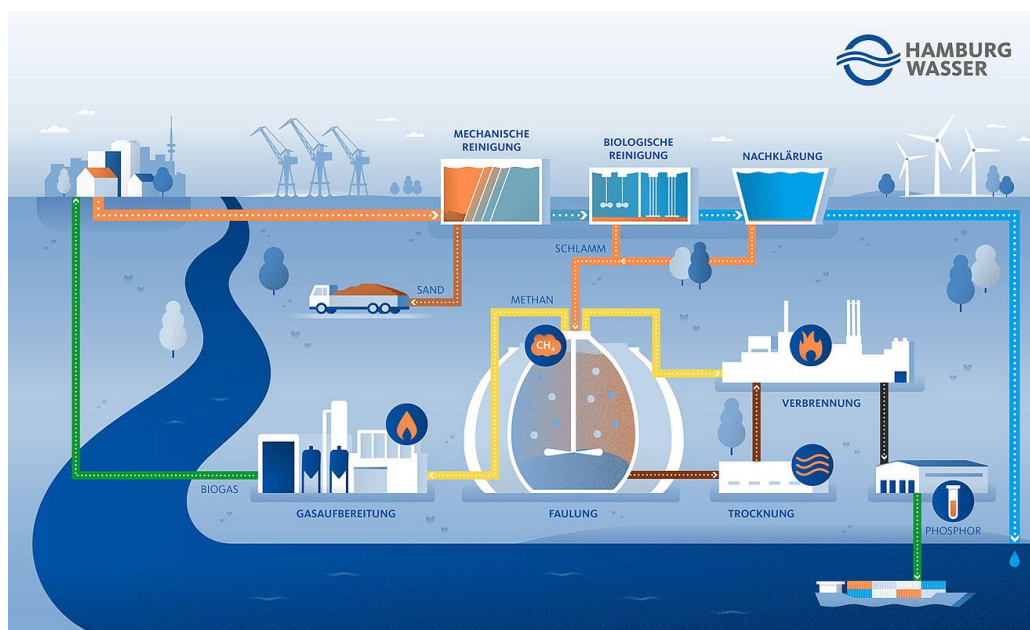 HAMBURG
WASSER
MECHANISCHE
REINIGUNG
BIOLOGISCHE
REINIGUNG
NACHKLÄRUNG
SCHLAMM
SAND
METHAN
CH4
VERBRENNUNG
BIOGAS
GASAUFBEREITUNG
FAULUNG
TROCKNUNG
PHOSPHOR